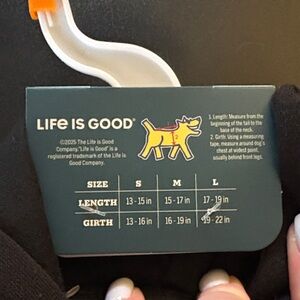 LIFE IS GOOD®
©2025 The Life is Good
Company. "Life is Good" is a
registered trademark of the Life is
Good Company.
1. Length: Measure from the
beginning of the tail to the
base of the neck.
2. Girth: Using a measuring
tape, measure around dog's
chest at widest point,
usually behind front legs.
SIZE S M L
LENGTH 13 - 15 in 15 - 17 in 17 - 19 in
GIRTH 13 - 16 in 16 - 19 in 19 - 22 in